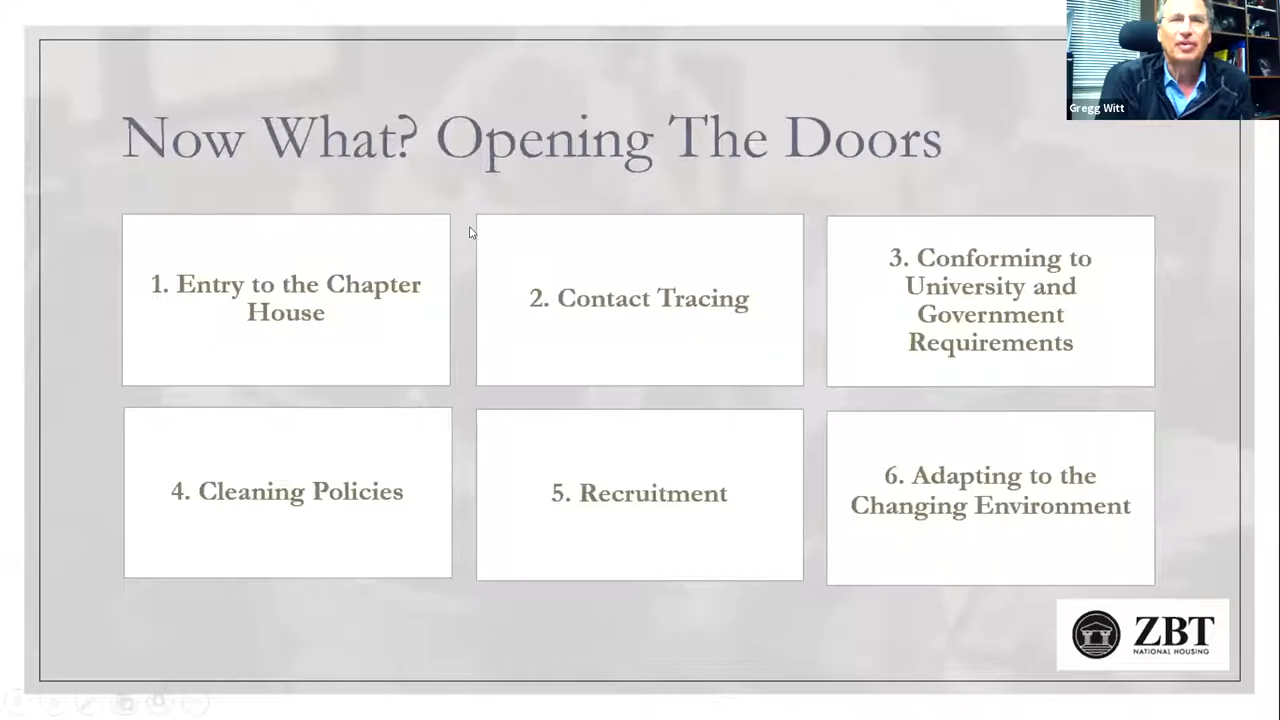 Gregg Witt
Now What? Opening The Doors
1. Entry to the Chapter
House
2. Contact Tracing
3. Conforming to
University and
Government
Requirements
4. Cleaning Policies
5. Recruitment
6. Adapting to the
Changing Environment
ZBT
NATIONAL HOUSING